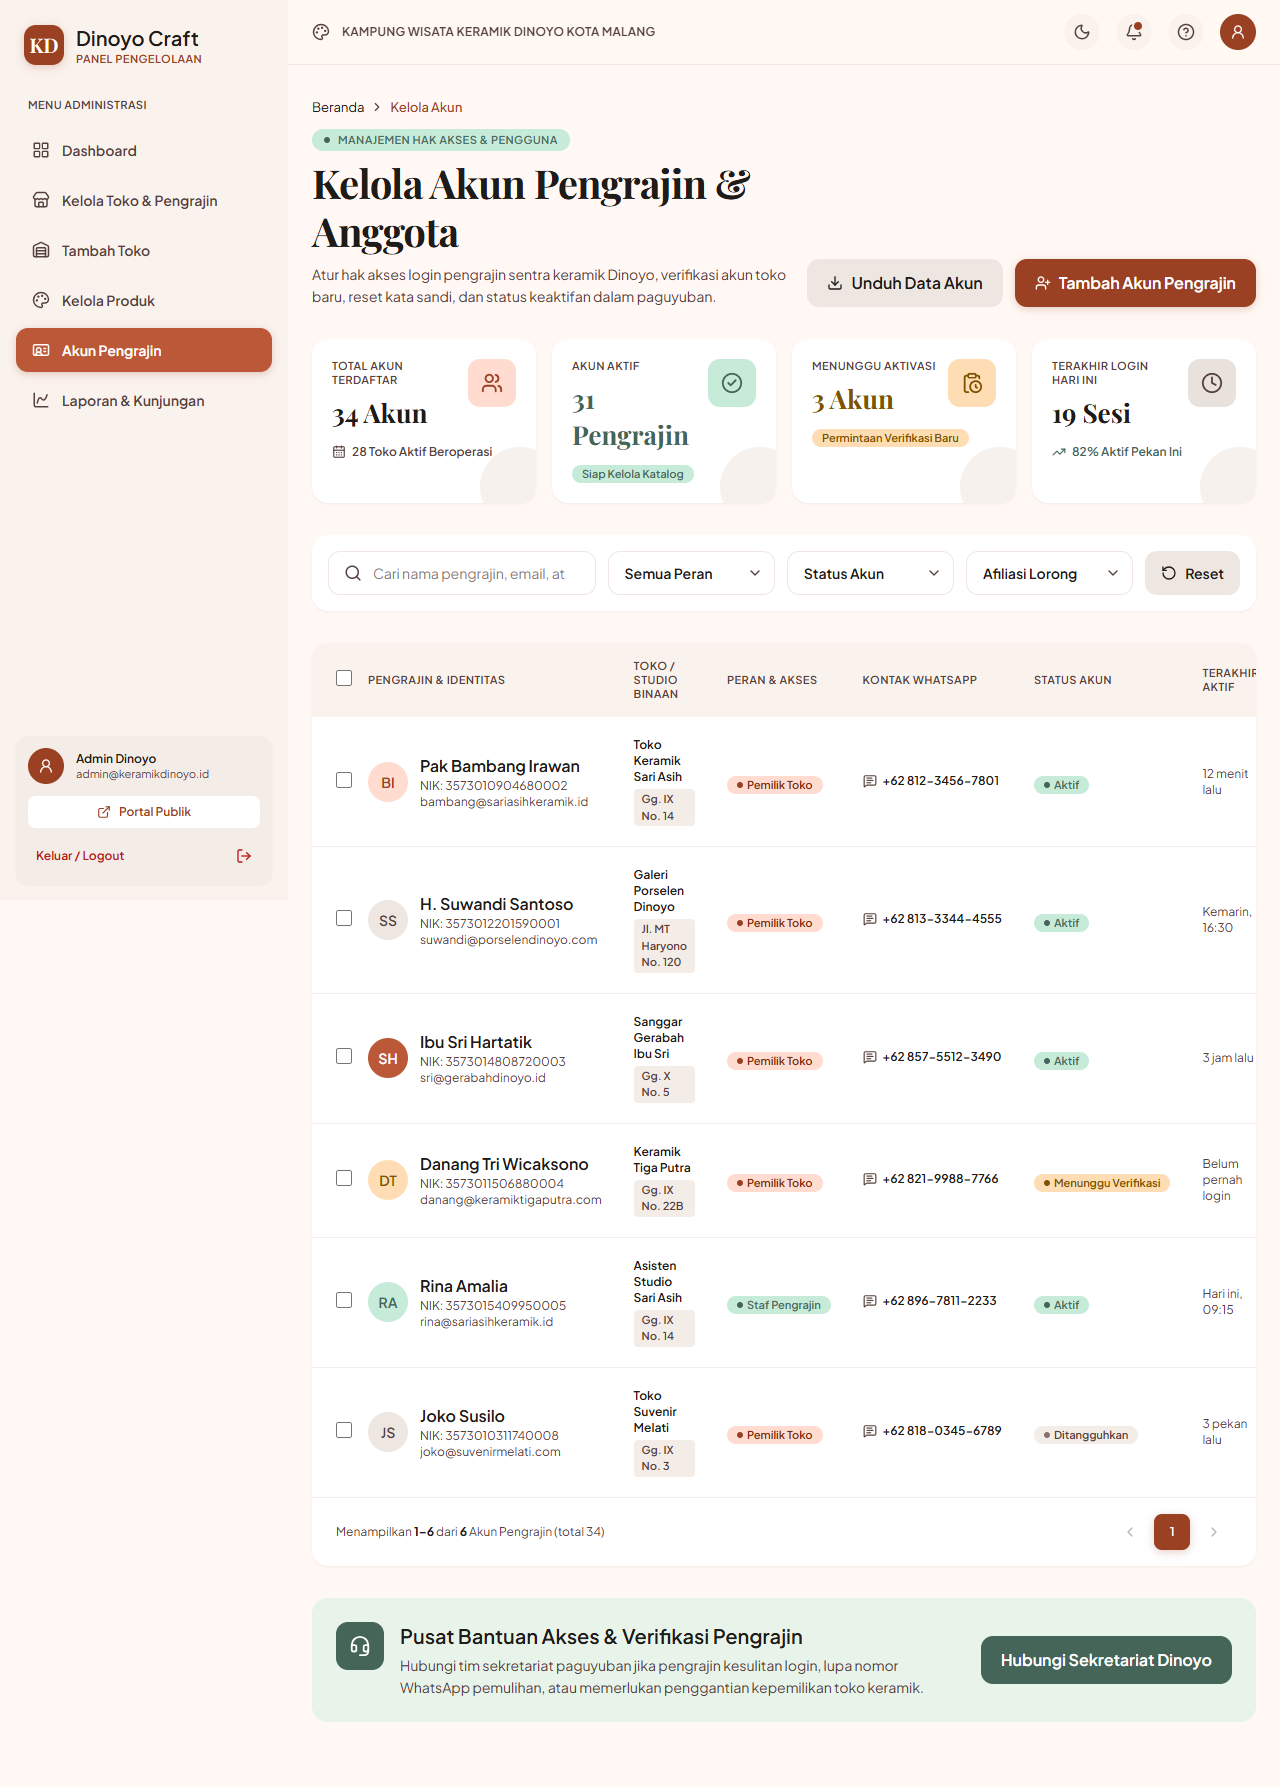 KD
Dinoyo Craft
PANEL PENGELOLAAN
MENU ADMINISTRASI
Dashboard
Kelola Toko & Pengrajin
Tambah Toko
Kelola Produk
Akun Pengrajin
Laporan & Kunjungan
Admin Dinoyo
admin@keramikdinoyo.id
Portal Publik
Keluar / Logout
KAMPUNG WISATA KERAMIK DINOYO KOTA MALANG
Beranda > Kelola Akun
MANAJEMEN HAK AKSES & PENGGUNA
Kelola Akun Pengrajin &
Anggota
Atur hak akses login pengrajin sentra keramik Dinoyo, verifikasi akun toko
baru, reset kata sandi, dan status keaktifan dalam paguyuban.
Unduh Data Akun
Tambah Akun Pengrajin
TOTAL AKUN
TERDAFTAR
34 Akun
28 Toko Aktif Beroperasi
AKUN AKTIF
31
Pengrajin
Siap Kelola Katalog
MENUNGGU AKTIVASI
3 Akun
Permintaan Verifikasi Baru
TERAKHIR LOGIN
HARI INI
19 Sesi
82% Aktif Pekan Ini
Cari nama pengrajin, email, at
Semua Peran
Status Akun
Afiliasi Lorong
Reset
PENGRAJIN & IDENTITAS
TOKO /
STUDIO
BINAAN
PERAN & AKSES
KONTAK WHATSAPP
STATUS AKUN
TERAKHIR
AKTIF
BI
Pak Bambang Irawan
NIK: 3573010904680002
bambang@sariasihkeramik.id
Toko
Keramik
Sari Asih
Gg. IX
No. 14
Pemilik Toko
+62 812-3456-7801
Aktif
12 menit
lalu
SS
H. Suwandi Santoso
NIK: 3573012201590001
suwandi@porselendinoyo.com
Galeri
Porselen
Dinoyo
Jl. MT
Haryono
No. 120
Pemilik Toko
+62 813-3344-4555
Aktif
Kemarin,
16:30
SH
Ibu Sri Hartatik
NIK: 3573014808720003
sri@gerabahdinoyo.id
Sanggar
Gerabah
Ibu Sri
Gg. X
No. 5
Pemilik Toko
+62 857-5512-3490
Aktif
3 jam lalu
DT
Danang Tri Wicaksono
NIK: 3573011506880004
danang@keramiktigaputra.com
Keramik
Tiga Putra
Gg. IX
No. 22B
Pemilik Toko
+62 821-9988-7766
Menunggu Verifikasi
Belum
pernah
login
RA
Rina Amalia
NIK: 3573015409950005
rina@sariasihkeramik.id
Asisten
Studio
Sari Asih
Gg. IX
No. 14
Staf Pengrajin
+62 896-7811-2233
Aktif
Hari ini,
09:15
JS
Joko Susilo
NIK: 3573010311740008
joko@suvenirmelati.com
Toko
Suvenir
Melati
Gg. IX
No. 3
Pemilik Toko
+62 818-0345-6789
Ditangguhkan
3 pekan
lalu
Menampilkan 1-6 dari 6 Akun Pengrajin (total 34)
1
Pusat Bantuan Akses & Verifikasi Pengrajin
Hubungi tim sekretariat paguyuban jika pengrajin kesulitan login, lupa nomor
WhatsApp pemulihan, atau memerlukan penggantian kepemilikan toko keramik.
Hubungi Sekretariat Dinoyo